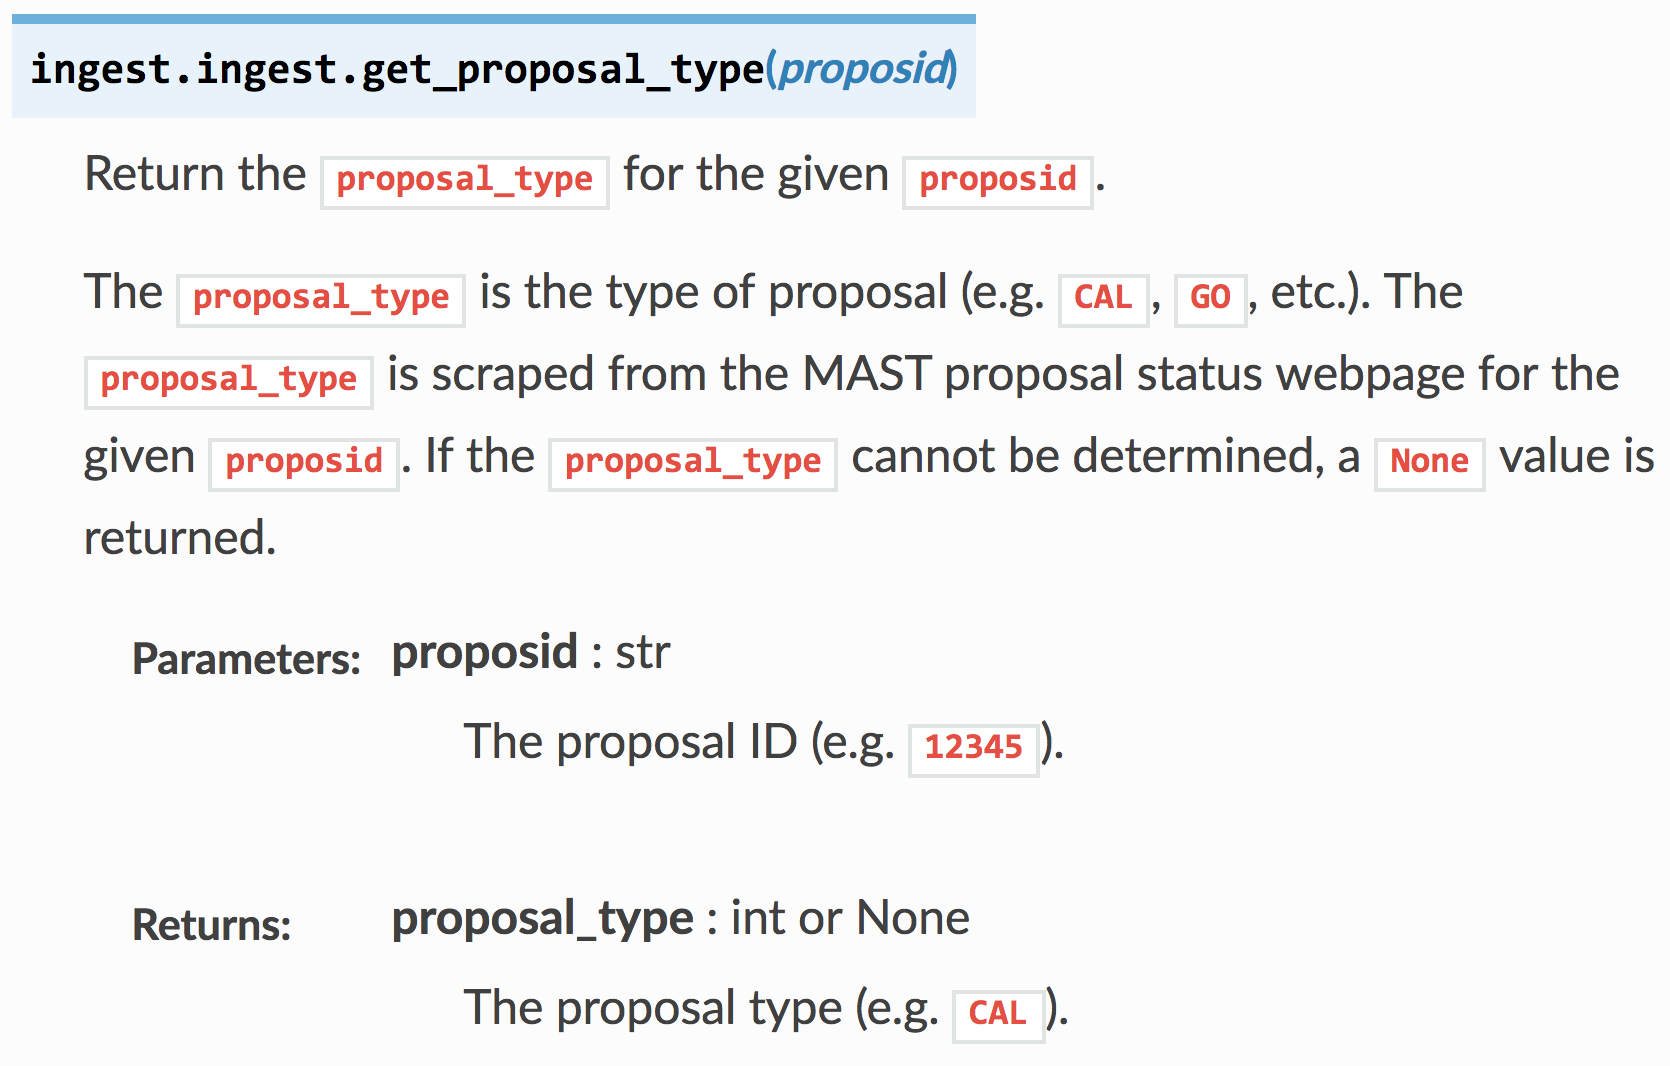 ingest.ingest.get_proposal_type(proposid)
Return the proposal_type for the given proposid.
The proposal_type is the type of proposal (e.g. CAL, GO, etc.). The
proposal_type is scraped from the MAST proposal status webpage for the
given proposid. If the proposal_type cannot be determined, a None value is
returned.
Parameters: proposid : str
The proposal ID (e.g. 12345).
Returns: proposal_type : int or None
The proposal type (e.g. CAL).